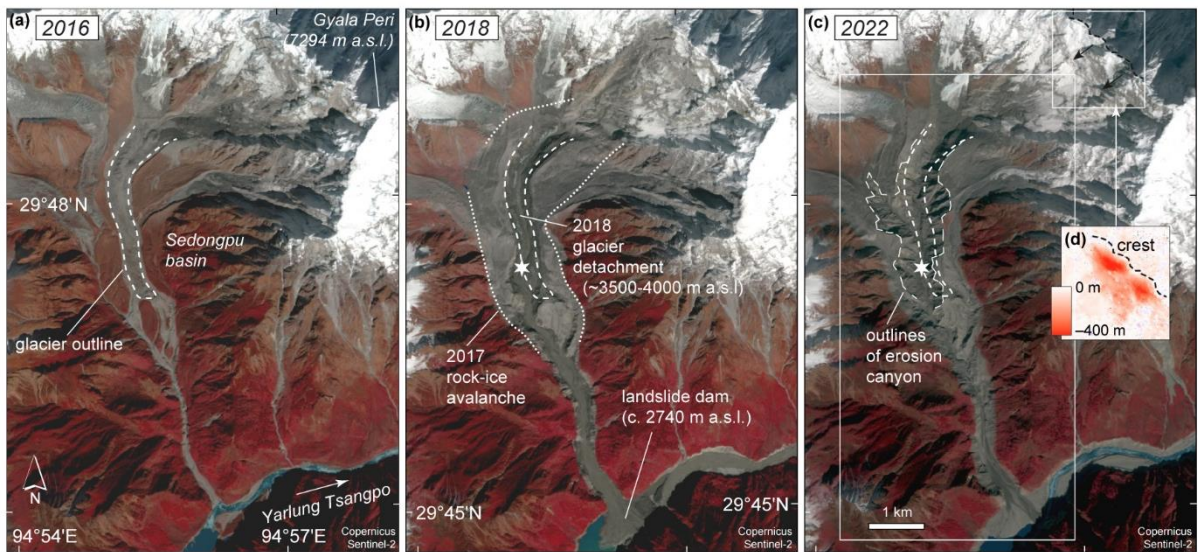 (a)
2016
Gyala Peri
(7294 m a.s.l.)
29°48' N
Sedongpu
basin
glacier outline
N
Yarlung Tsangpo
94°54'E
94°57'E
Copernicus
Sentinel-2
(b)
2018
2018
glacier
detachment
(~3500-4000 m a.s.l)
2017
rock-ice
avalanche
landslide dam
(c. 2740 m a.s.l.)
29°45'N
29°45'N
Copernicus
Sentinel-2
(c)
2022
(d)
crest
0 m
–400 m
outlines
of erosion
canyon
1 km
Copernicus
Sentinel-2